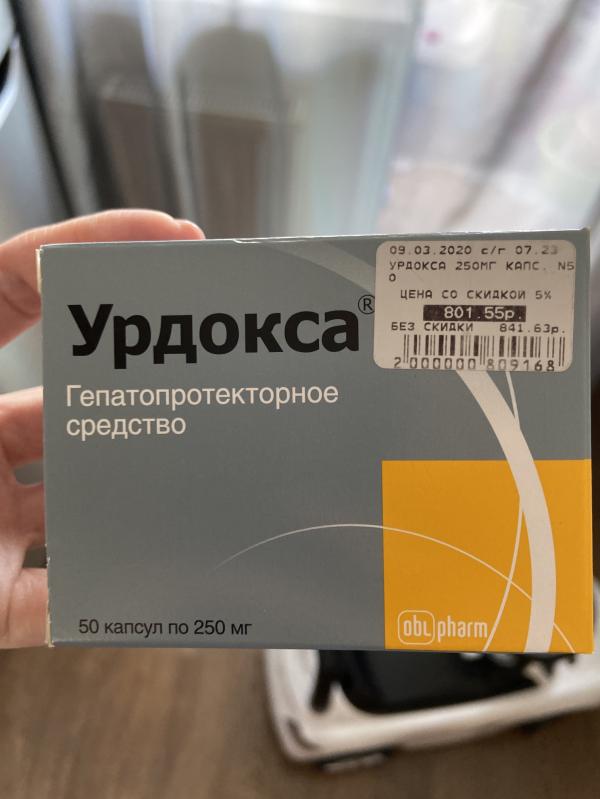 09.03.2020 с/г 07.23
УРДОКСА 250МГ КАПС. N5
0
ЦЕНА СО СКИДКОЙ 5%
801.55р.
БЕЗ СКИДКИ 841.63р.
2 000000 809168
Урдокса®
Гепатопротекторное
средство
50 капсул по 250 мг
obl pharm